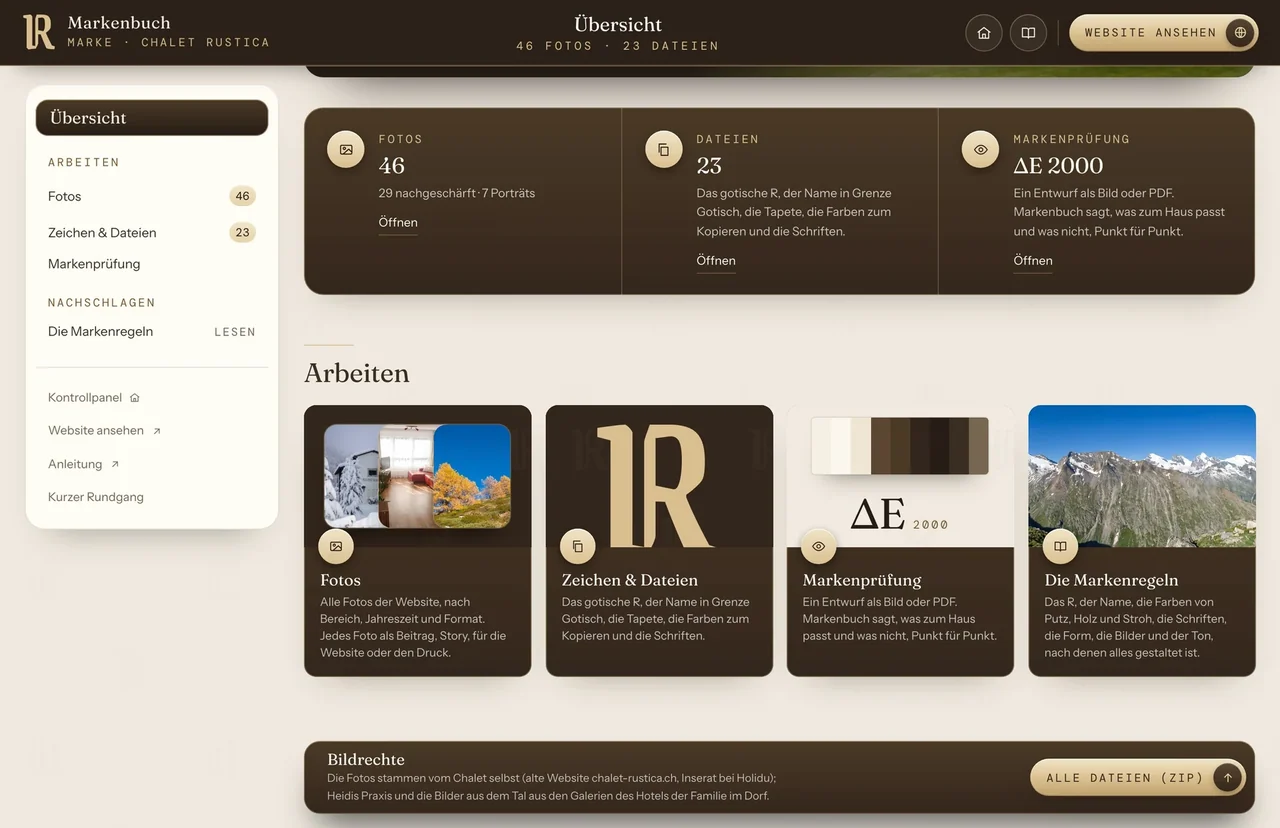 Markenbuch
MARKE · CHALET RUSTICA
Übersicht
46 FOTOS · 23 DATEIEN
WEBSITE ANSEHEN
Übersicht
ARBEITEN
Fotos 46
Zeichen & Dateien 23
Markenprüfung
NACHSCHLAGEN
Die Markenregeln LESEN
Kontrollpanel
Website ansehen
Anleitung
Kurzer Rundgang
FOTOS
46
29 nachgeschärft · 7 Porträts
Öffnen
DATEIEN
23
Das gotische R, der Name in Grenze
Gotisch, die Tapete, die Farben zum
Kopieren und die Schriften.
Öffnen
MARKENPRÜFUNG
ΔE 2000
Ein Entwurf als Bild oder PDF.
Markenbuch sagt, was zum Haus passt
und was nicht, Punkt für Punkt.
Öffnen
Arbeiten
Fotos
Alle Fotos der Website, nach
Bereich, Jahreszeit und Format.
Jedes Foto als Beitrag, Story, für die
Website oder den Druck.
R
Zeichen & Dateien
Das gotische R, der Name in Grenze
Gotisch, die Tapete, die Farben zum
Kopieren und die Schriften.
ΔE 2000
Markenprüfung
Ein Entwurf als Bild oder PDF.
Markenbuch sagt, was zum Haus
passt und was nicht, Punkt für Punkt.
Die Markenregeln
Das R, der Name, die Farben von
Putz, Holz und Stroh, die Schriften,
die Form, die Bilder und der Ton,
nach denen alles gestaltet ist.
Bildrechte
Die Fotos stammen vom Chalet selbst (alte Website chalet-rustica.ch, Inserat bei Holidu);
Heidis Praxis und die Bilder aus dem Tal aus den Galerien des Hotels der Familie im Dorf.
ALLE DATEIEN (ZIP)